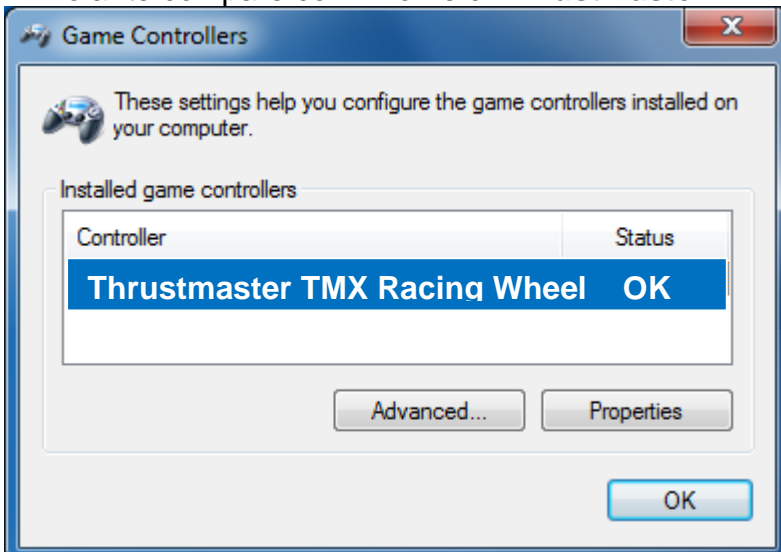 Game Controllers
These settings help you configure the game controllers installed on
your computer.
Installed game controllers
Controller Status
Thrustmaster TMX Racing Wheel OK
Advanced... Properties
OK